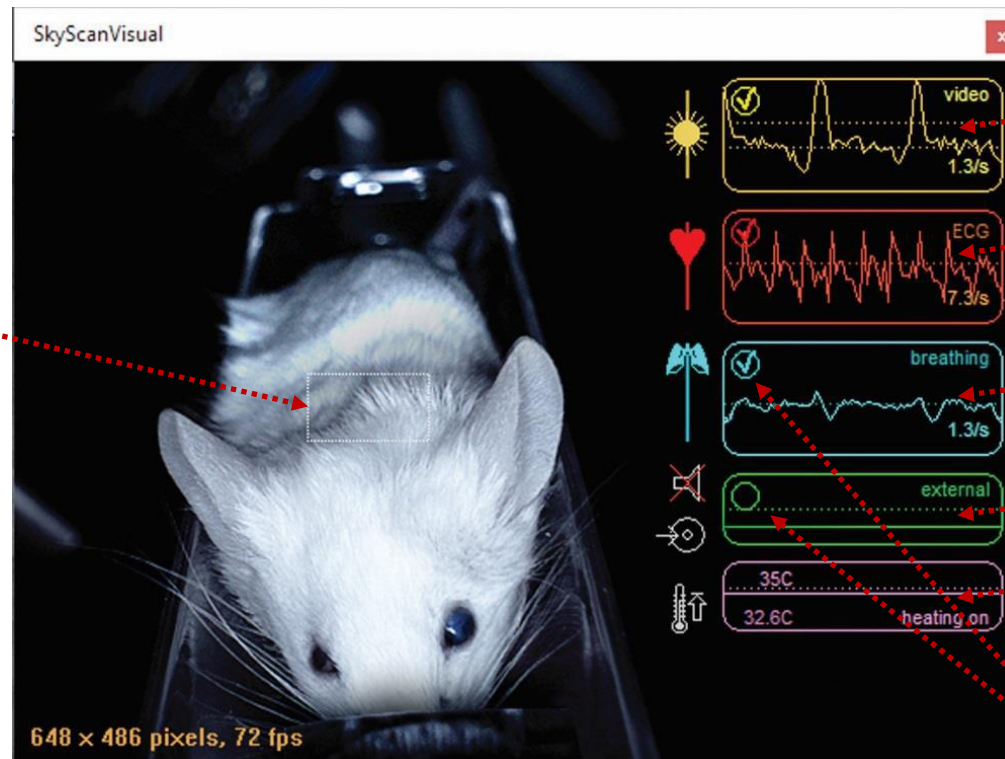 SkyScanVisual
x
video
1.3/s
ECG
7.3/s
breathing
1.3/s
external
35C
32.6C heating on
648 x 486 pixels, 72 fps